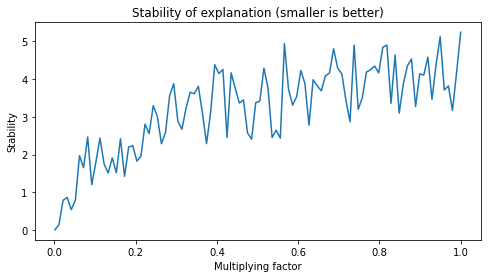 Stability of explanation (smaller is better)
Stability
5
4
3
2
1
0
0.0 0.2 0.4 0.6 0.8 1.0
Multiplying factor